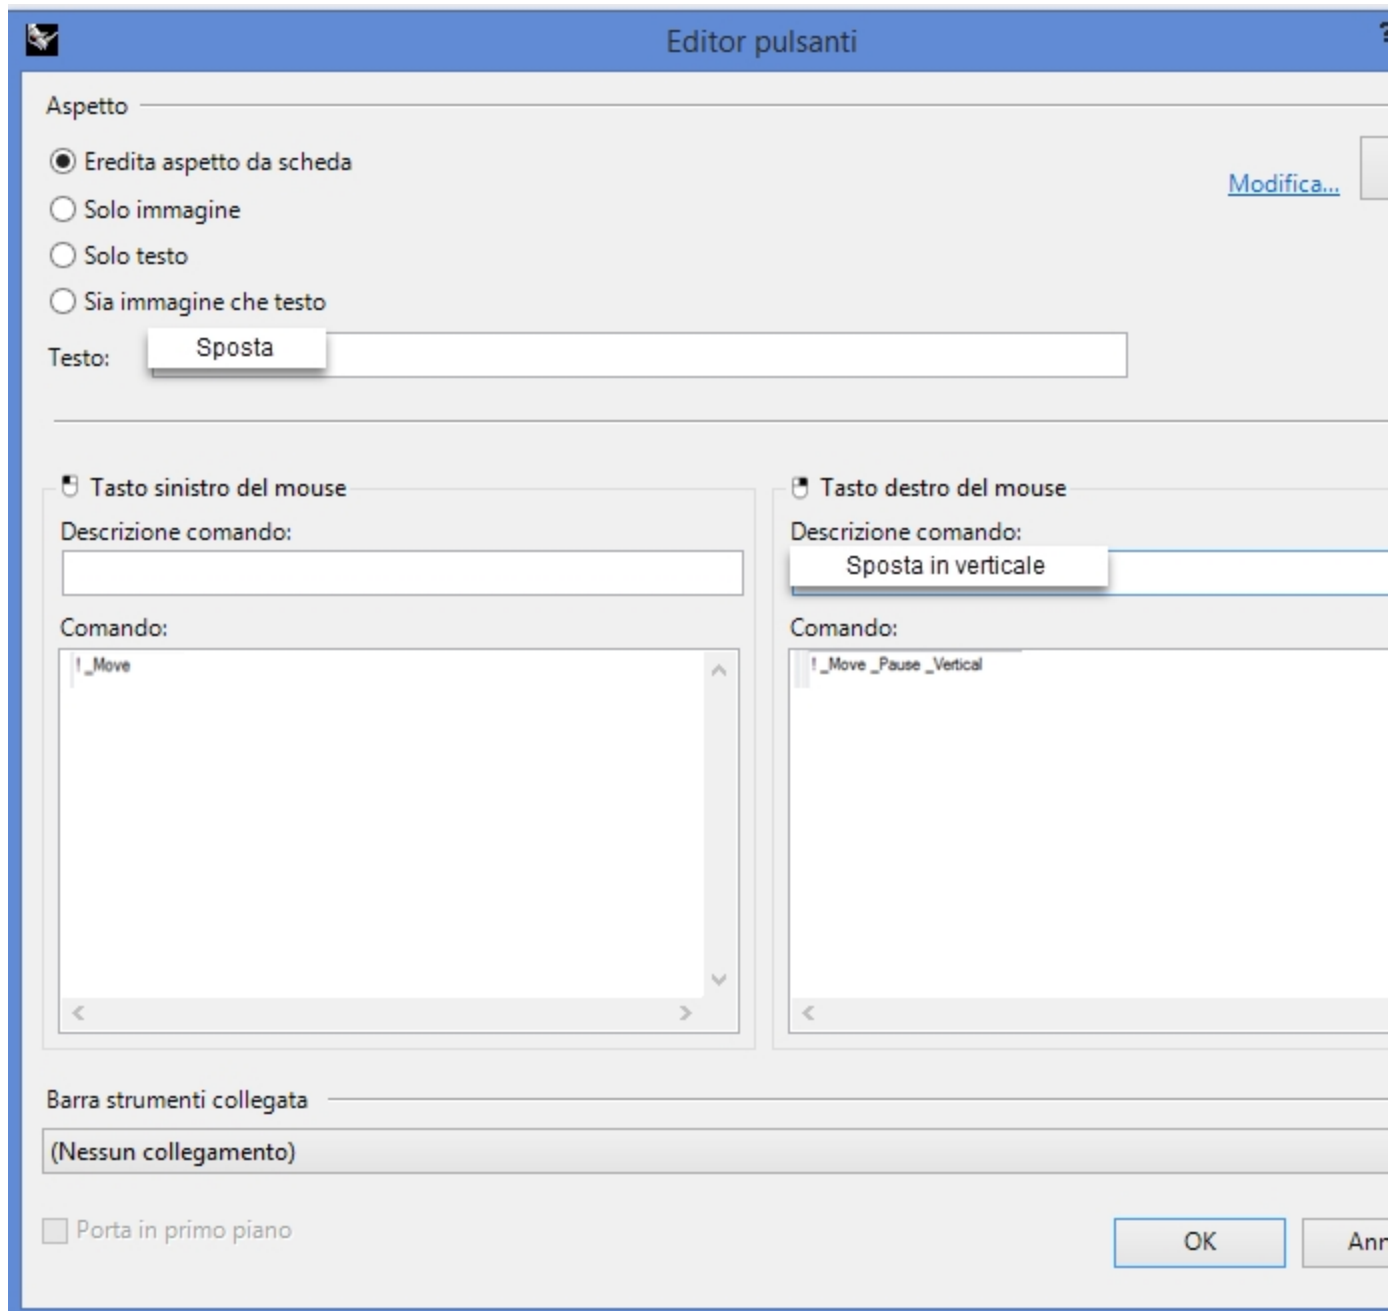 Editor pulsanti
?
Aspetto
Eredita aspetto da scheda
Modifica...
Solo immagine
Solo testo
Sia immagine che testo
Testo:
Sposta
Tasto sinistro del mouse
Descrizione comando:
Comando:
! _Move
Tasto destro del mouse
Descrizione comando:
Sposta in verticale
Comando:
! _Move _Pause _Vertical
Barra strumenti collegata
(Nessun collegamento)
Porta in primo piano
OK
Ann